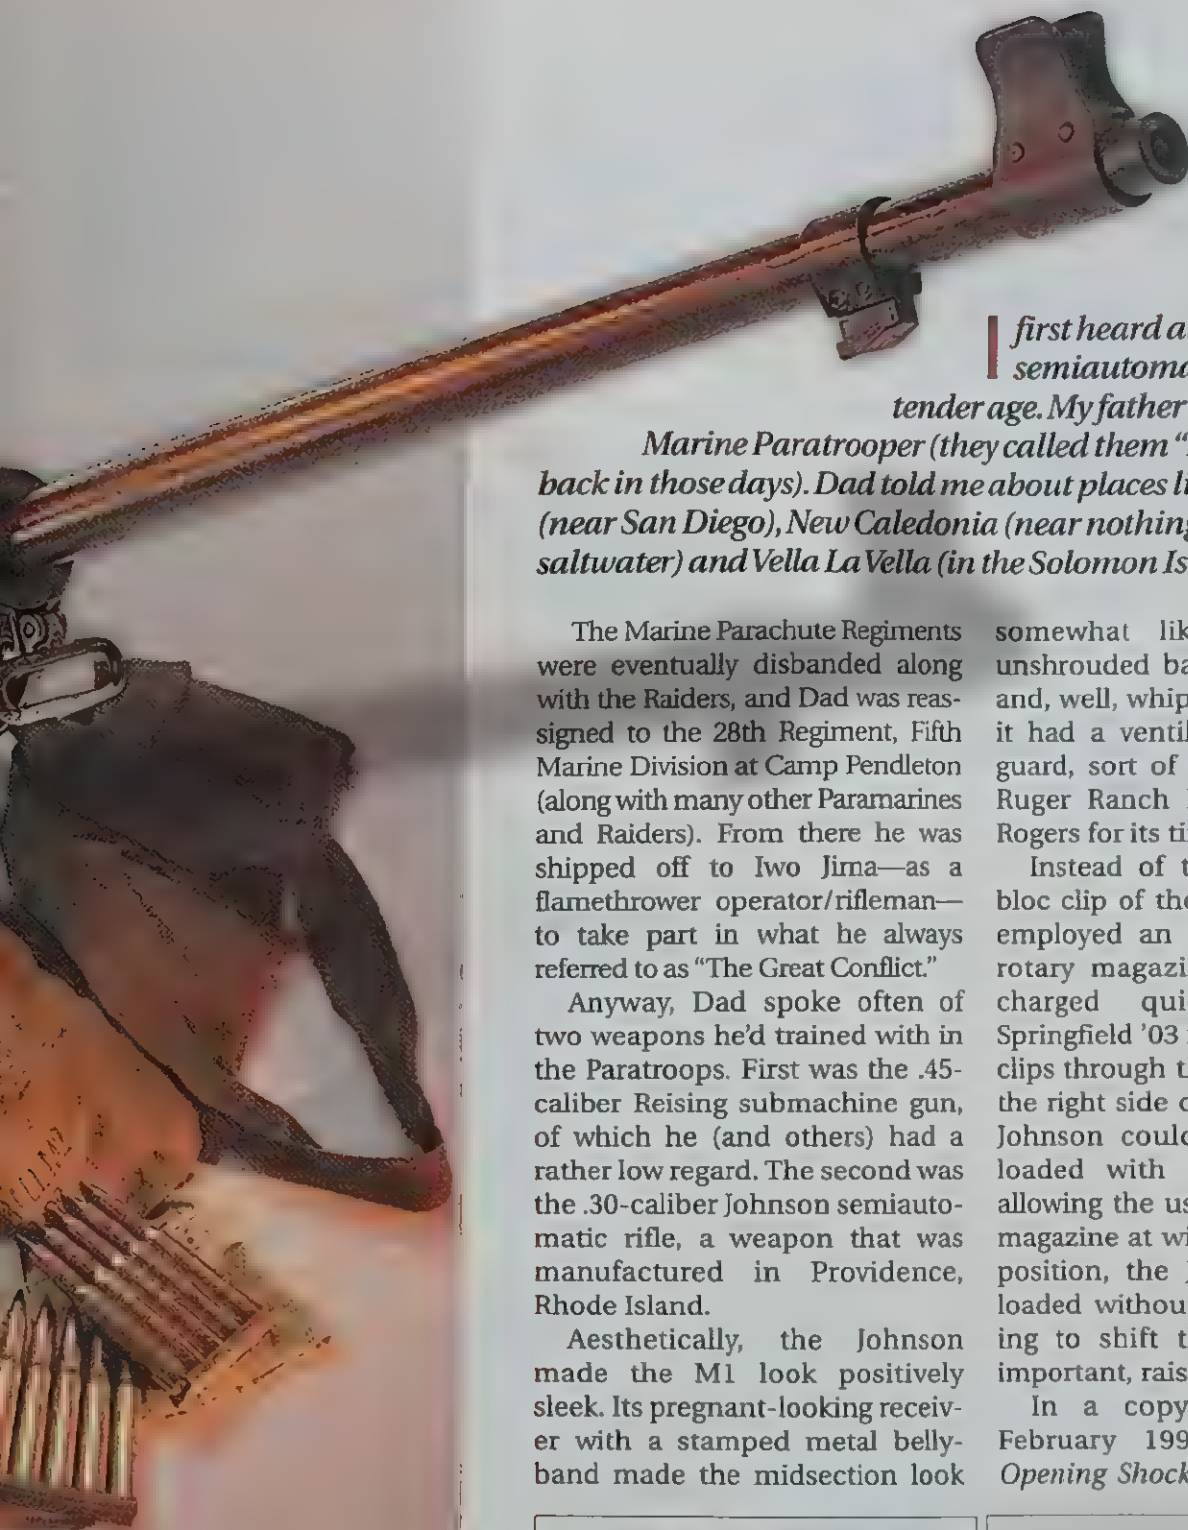 I first heard a
semiautoma
tender age. My father
Marine Paratrooper (they called them “
back in those days). Dad told me about places li
(near San Diego), New Caledonia (near nothing
saltwater) and Vella La Vella (in the Solomon Is
The Marine Parachute Regiments
were eventually disbanded along
with the Raiders, and Dad was reas-
signed to the 28th Regiment, Fifth
Marine Division at Camp Pendleton
(along with many other Paramarines
and Raiders). From there he was
shipped off to Iwo Jima—as a
flamethrower operator/rifleman—
to take part in what he always
referred to as “The Great Conflict.”
Anyway, Dad spoke often of
two weapons he’d trained with in
the Paratroops. First was the .45-
caliber Reising submachine gun,
of which he (and others) had a
rather low regard. The second was
the .30-caliber Johnson semiauto-
matic rifle, a weapon that was
manufactured in Providence,
Rhode Island.
Aesthetically, the Johnson
made the M1 look positively
sleek. Its pregnant-looking receiv-
er with a stamped metal belly-
band made the midsection look
somewhat lik
unshrouded ba
and, well, whip
it had a ventil
guard, sort of
Ruger Ranch
Rogers for its ti
Instead of t
bloc clip of the
employed an
rotary magazi
charged qui
Springfield ’03
clips through t
the right side o
Johnson coul
loaded with
allowing the us
magazine at wi
position, the J
loaded withou
ing to shift t
important, rais
In a copy
February 199
Opening Shock